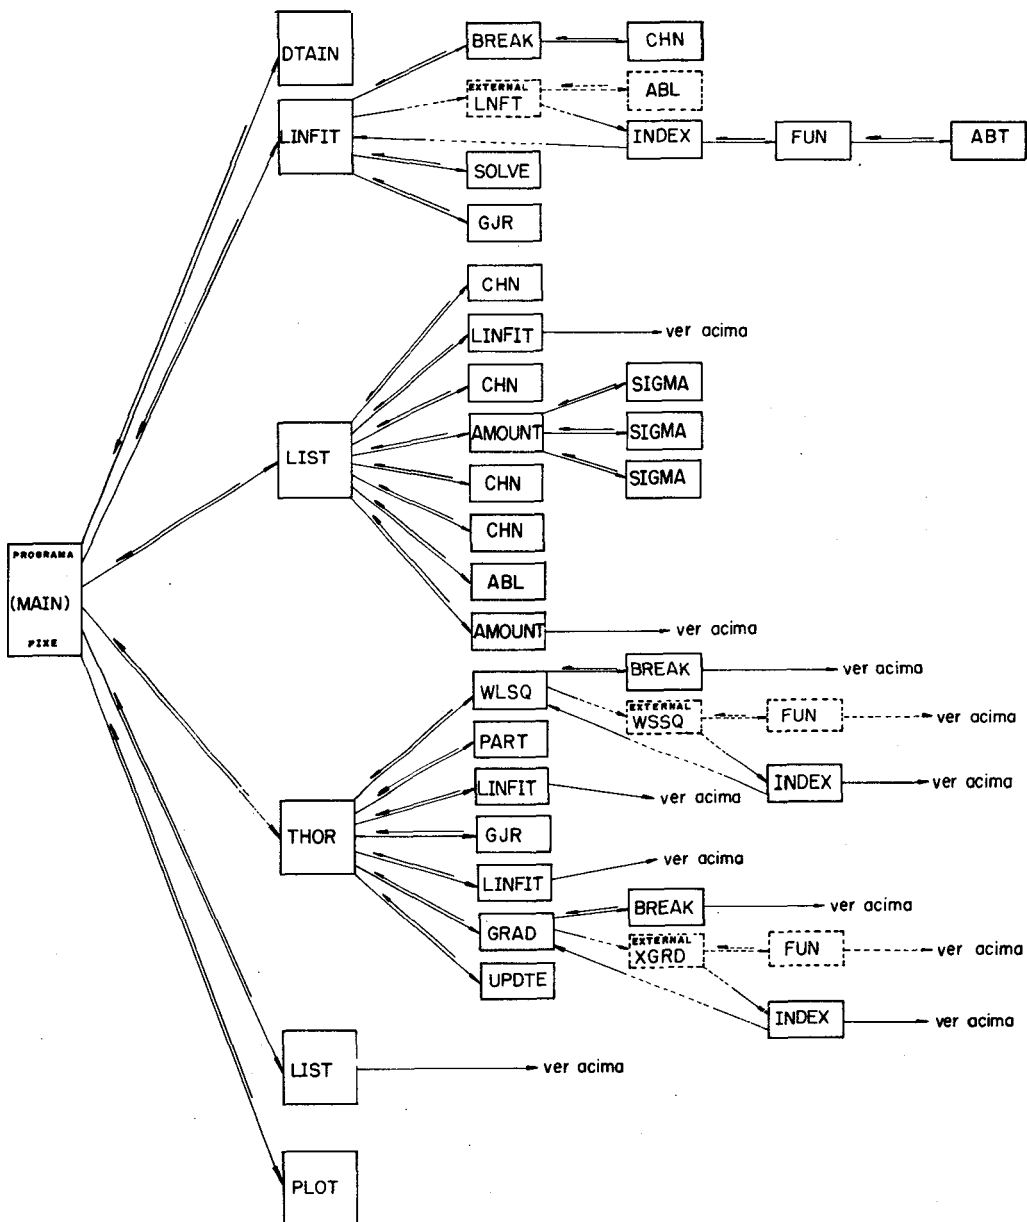 DTAIN
BREAK
CHN
LINFIT
EXTERNAL
LNFT
ABL
INDEX
FUN
ABT
SOLVE
GJR
LIST
CHN
LINFIT
ver acima
CHN
AMOUNT
SIGMA
SIGMA
SIGMA
CHN
CHN
ABL
AMOUNT
ver acima
PROGRAMA
(MAIN)
PIXE
THOR
WLSQ
BREAK
ver acima
EXTERNAL
WSSQ
FUN
ver acima
INDEX
ver acima
PART
LINFIT
ver acima
GJR
LINFIT
ver acima
GRAD
BREAK
ver acima
EXTERNAL
XGRD
FUN
ver acima
INDEX
ver acima
UPDTE
LIST
ver acima
PLOT